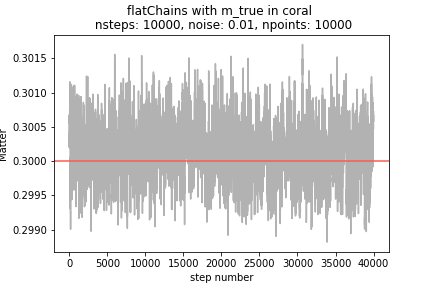 flatChains with m_true in coral
nsteps: 10000, noise: 0.01, npoints: 10000
0.3015
0.3010
0.3005
0.3000
0.2995
0.2990
Matter
0 5000 10000 15000 20000 25000 30000 35000 40000
step number